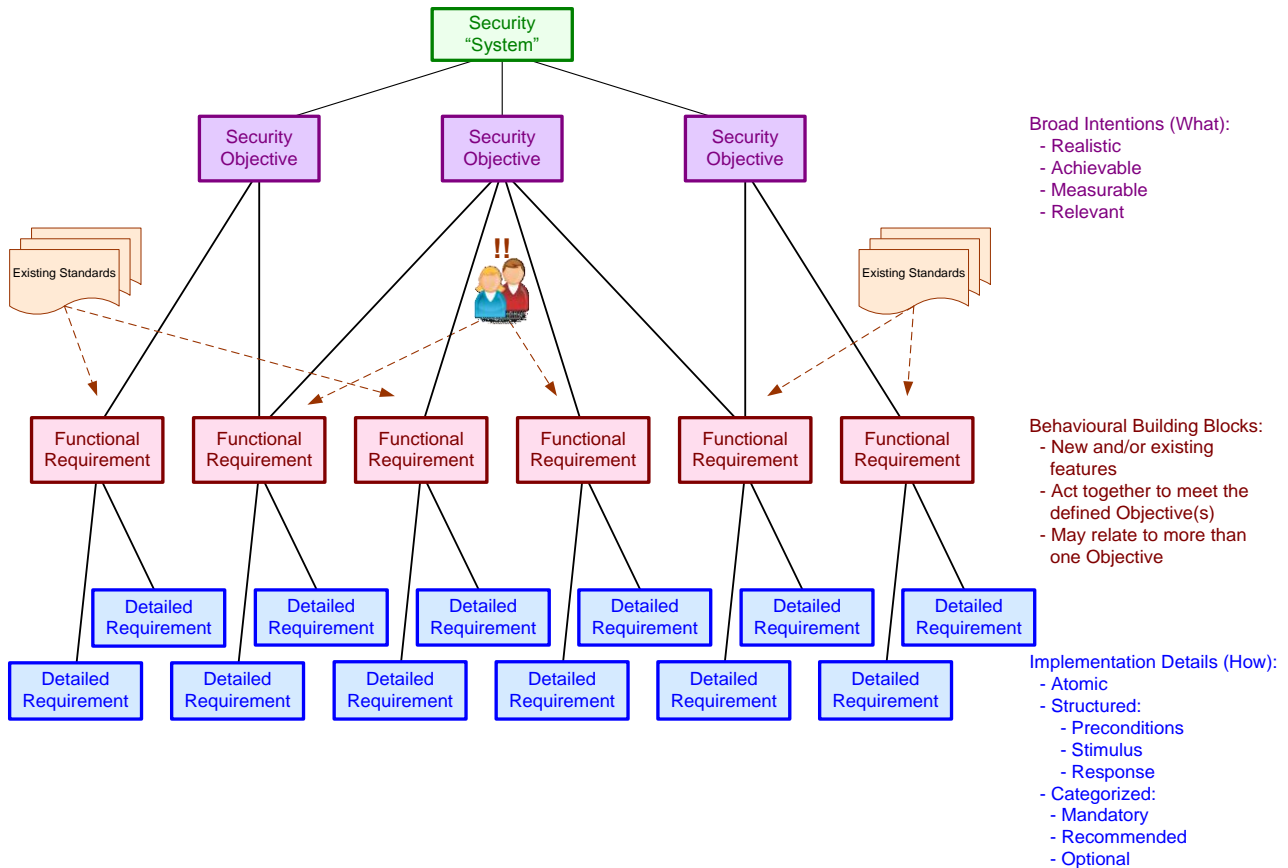 Security
“System”
Security
Objective
Security
Objective
Security
Objective
Broad Intentions (What):
- Realistic
- Achievable
- Measurable
- Relevant
Existing Standards
!!
Existing Standards
Functional
Requirement
Functional
Requirement
Functional
Requirement
Functional
Requirement
Functional
Requirement
Functional
Requirement
Behavioural Building Blocks:
- New and/or existing
features
- Act together to meet the
defined Objective(s)
- May relate to more than
one Objective
Detailed
Requirement
Detailed
Requirement
Detailed
Requirement
Detailed
Requirement
Detailed
Requirement
Detailed
Requirement
Detailed
Requirement
Detailed
Requirement
Detailed
Requirement
Detailed
Requirement
Detailed
Requirement
Detailed
Requirement
Implementation Details (How):
- Atomic
- Structured:
- Preconditions
- Stimulus
- Response
- Categorized:
- Mandatory
- Recommended
- Optional